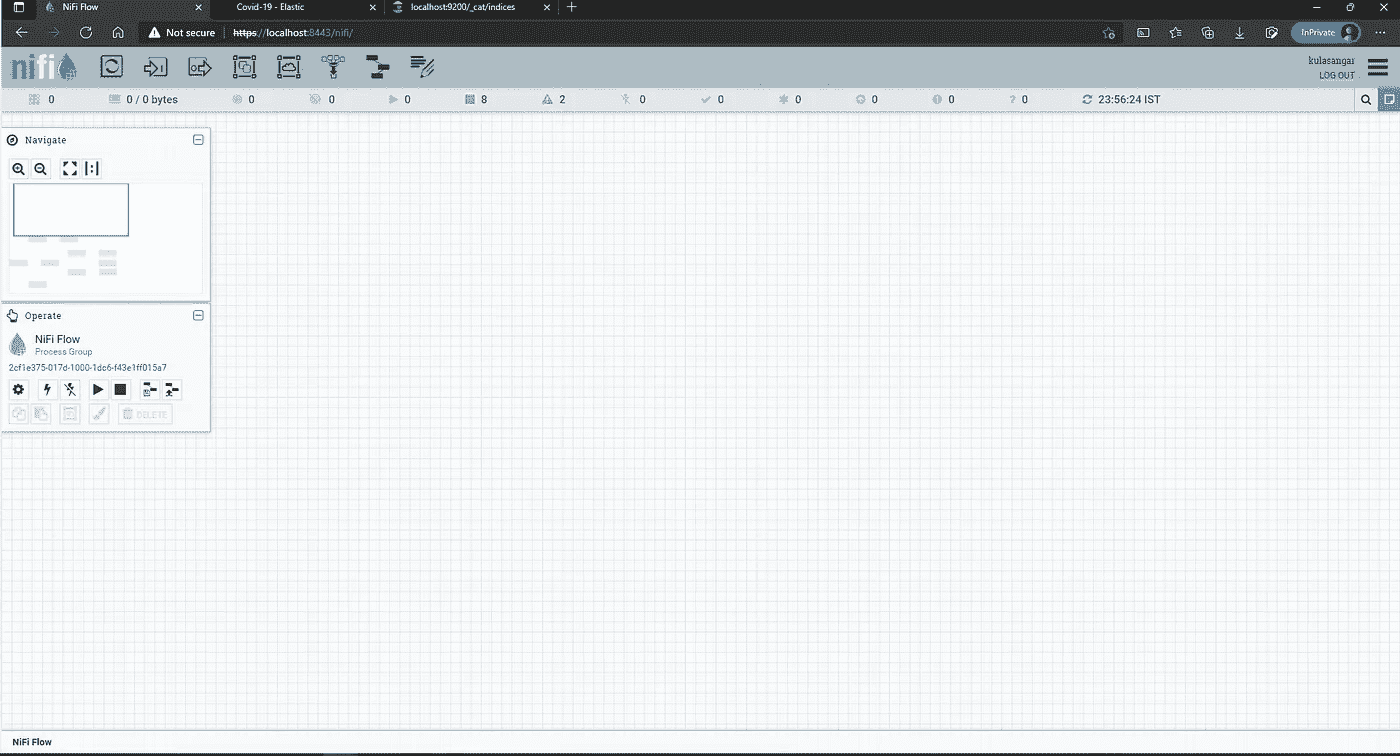 NiFi Flow
Covid-19 - Elastic
localhost:9200/_cat/indices
Not secure
https://localhost:8443/nifi/
InPrivate
nifi
kulasangar
LOG OUT
0
0 / 0 bytes
0
0
0
8
2
0
0
0
0
0
? 0
23:56:24 IST
Navigate
Operate
NiFi Flow
Process Group
2cf1e375-017d-1000-1dc6-f43e1ff015a7
DELETE
NiFi Flow